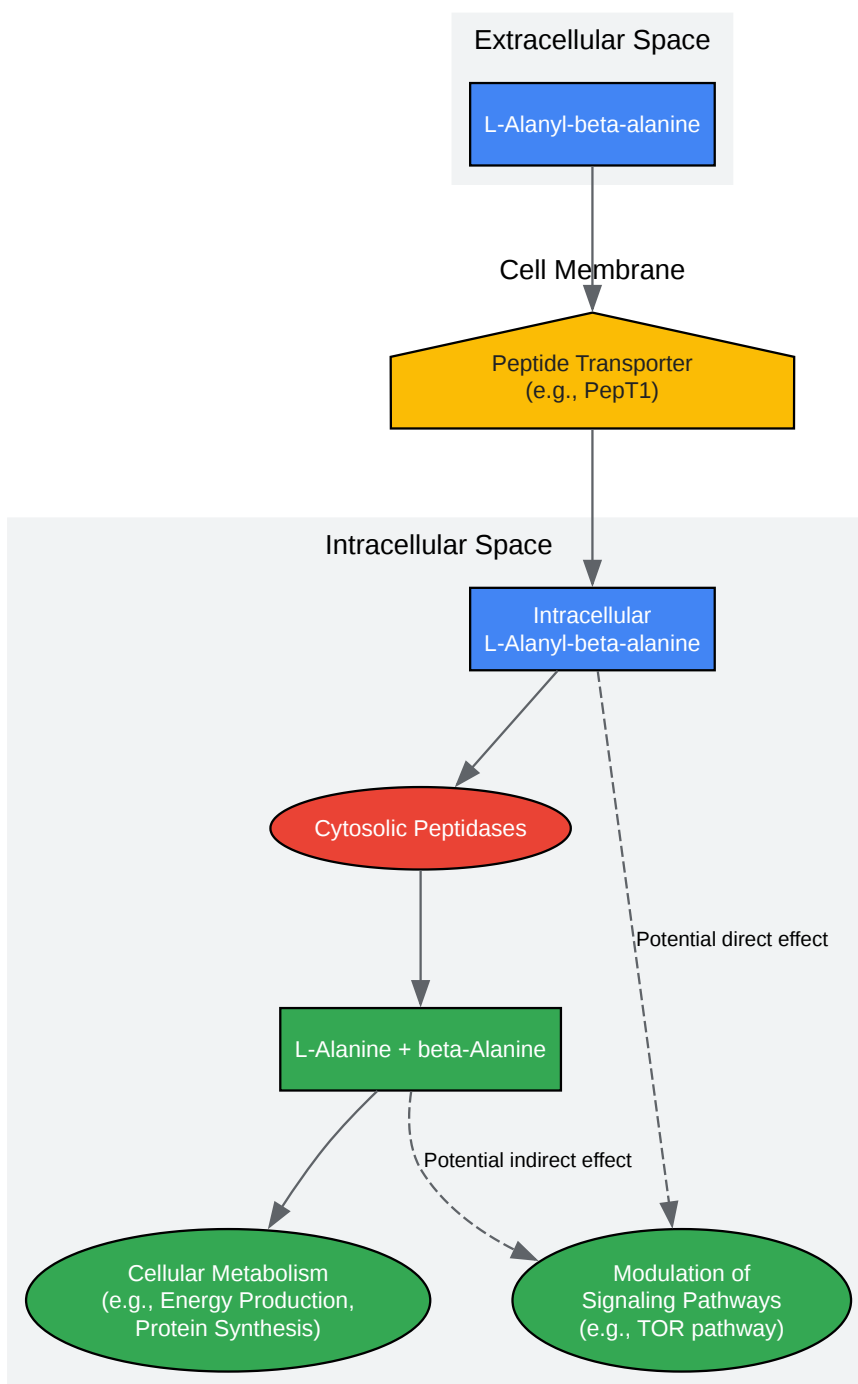 Extracellular Space
L-Alanyl-beta-alanine
Cell Membrane
Peptide Transporter
(e.g., PepT1)
Intracellular Space
Intracellular
L-Alanyl-beta-alanine
Cytosolic Peptidases
Potential direct effect
L-Alanine + beta-Alanine
Potential indirect effect
Cellular Metabolism
(e.g., Energy Production,
Protein Synthesis)
Modulation of
Signaling Pathways
(e.g., TOR pathway)